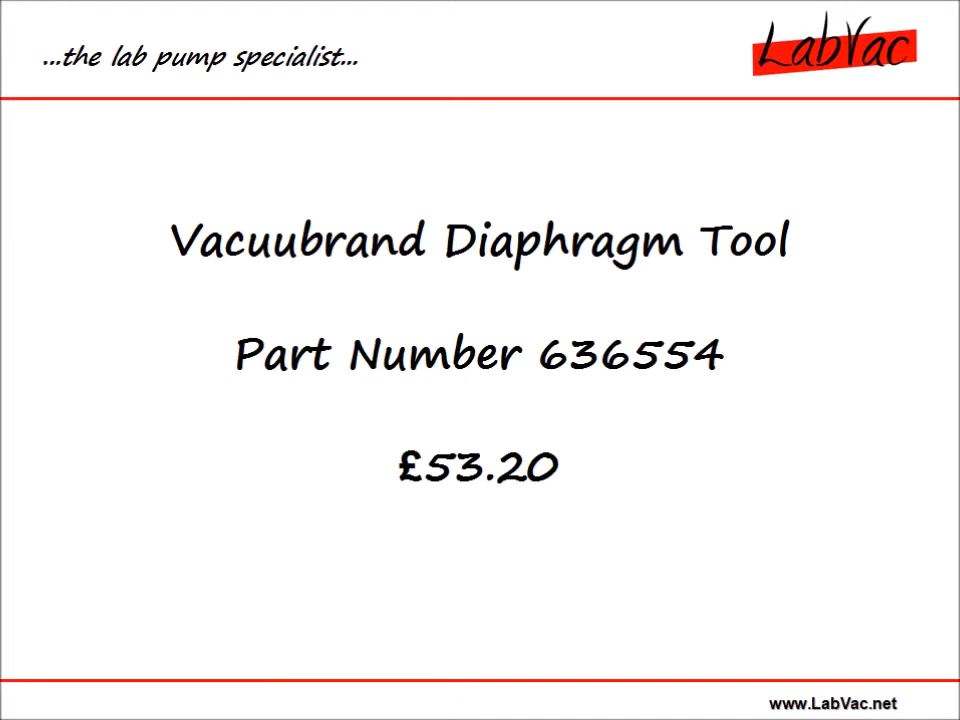 ...the lab pump specialist...
LabVac
Vacuubrand Diaphragm Tool
Part Number 636554
£53.20
www.LabVac.net